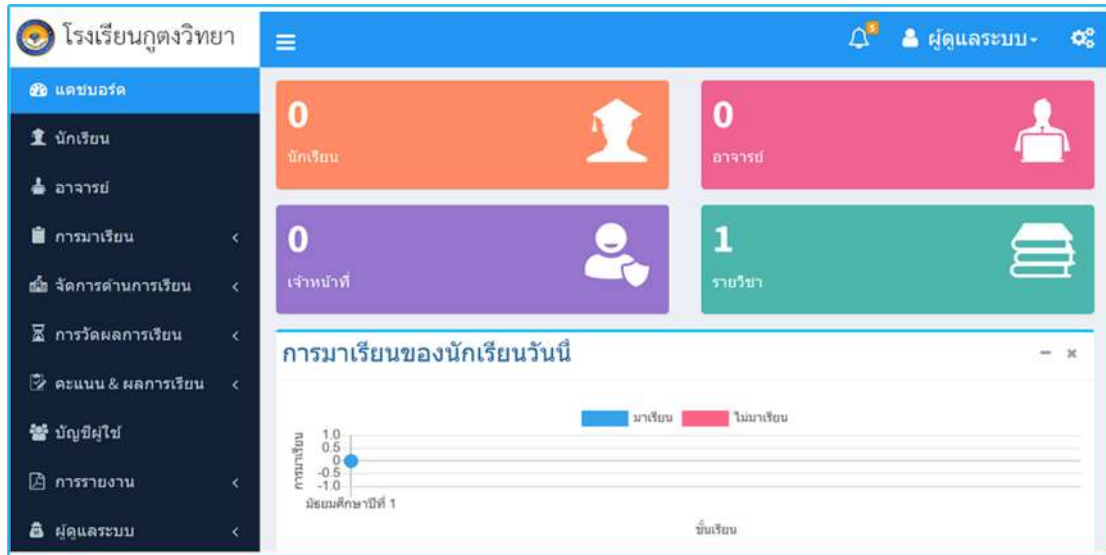 โรงเรียนกูตงวิทยา
5
ผู้ดูแลระบบ
แดชบอร์ด
นักเรียน
อาจารย์
การมาเรียน
จัดการด้านการเรียน
การวัดผลการเรียน
คะแนน & ผลการเรียน
บัญชีผู้ใช้
การรายงาน
ผู้ดูแลระบบ
0
นักเรียน
0
อาจารย์
0
เจ้าหน้าที่
1
รายวิชา
การมาเรียนของนักเรียนวันนี้
มาเรียน ไม่มาเรียน
การมาเรียน
1.0
0.5
0
-0.5
-1.0
มัธยมศึกษาปีที่ 1
ชั้นเรียน